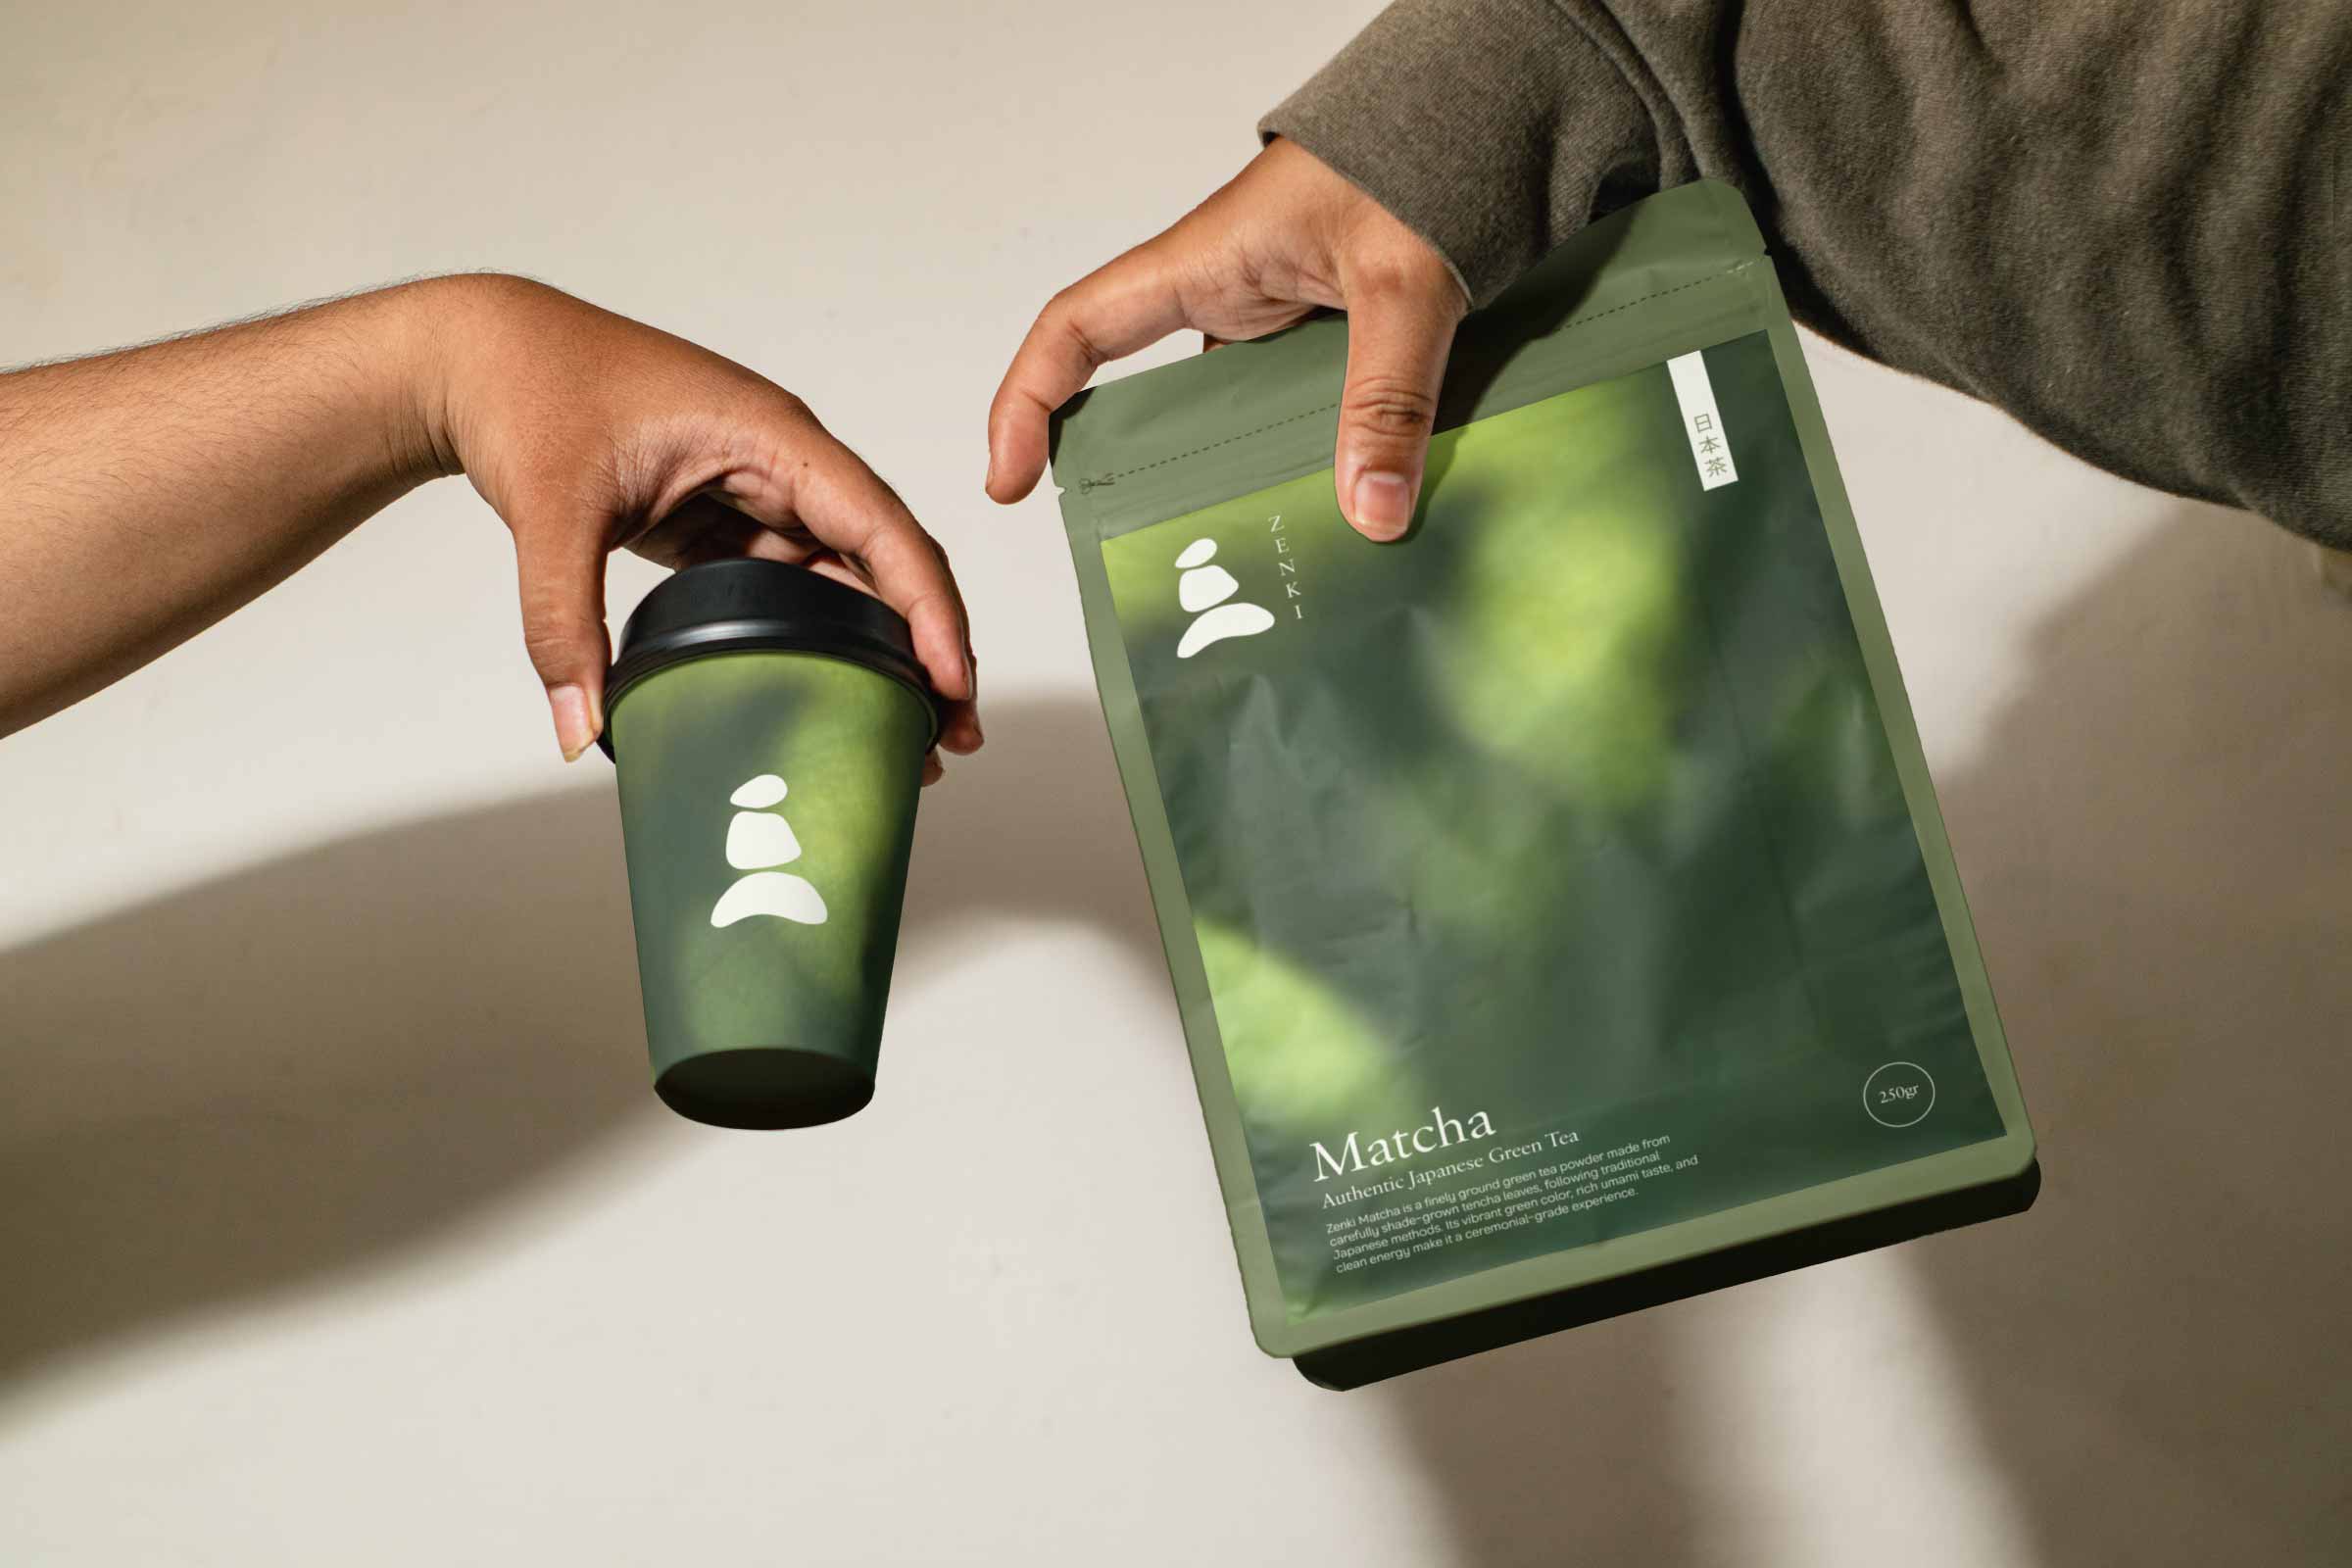 ZENKI
日本茶
Matcha
Authentic Japanese Green Tea
Zenki Matcha is a finely ground green tea powder made from
carefully shade-grown tencha leaves, following traditional
Japanese methods. Its vibrant green color, rich umami taste, and
clean energy make it a ceremonial-grade experience.
250gr